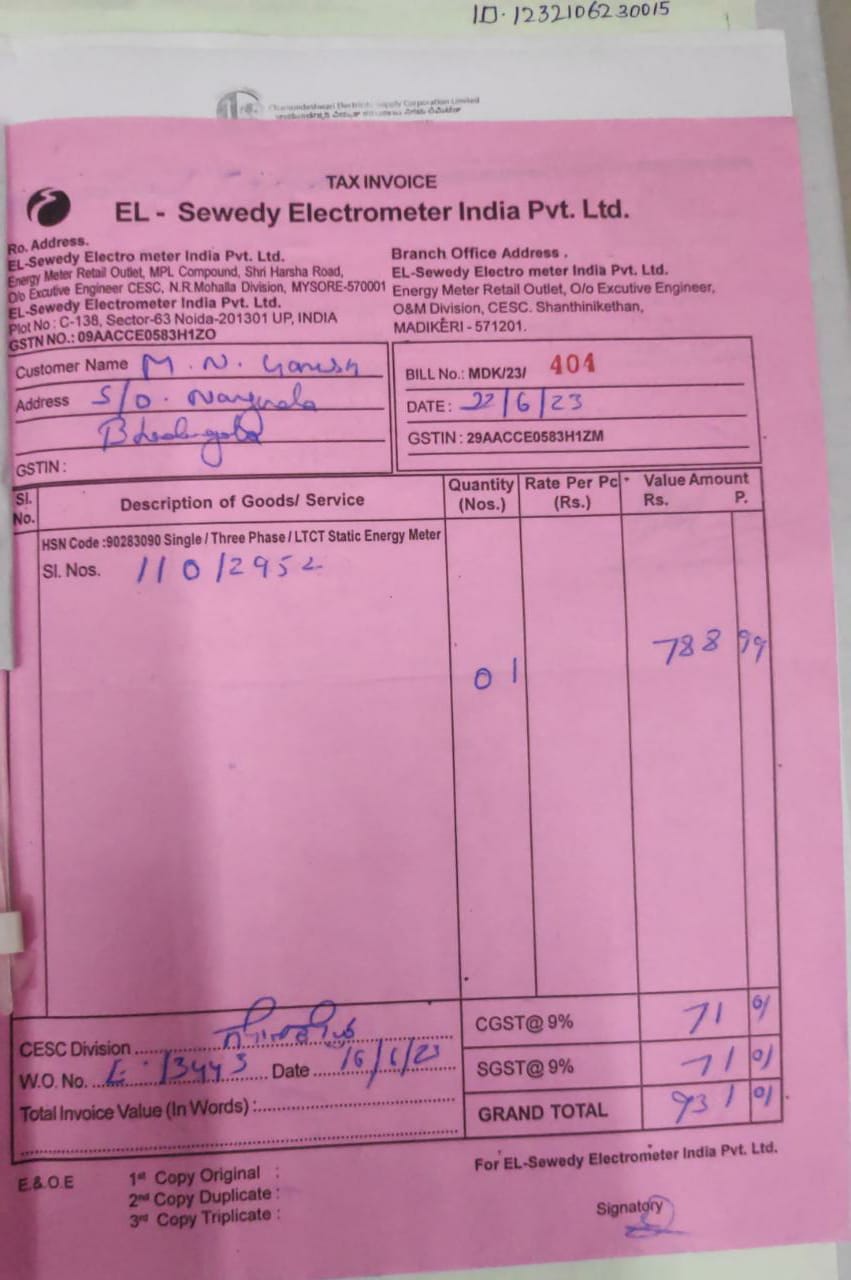 ID. 1232106230015
Chamundeshwari Electricity Supply Corporation Limited
TAX INVOICE
EL - Sewedy Electrometer India Pvt. Ltd.
Ro. Address.
EL-Sewedy Electro meter India Pvt. Ltd.
Energy Meter Retail Outlet, MPL Compound, Shri Harsha Road,
O/o Excutive Engineer CESC, N.R.Mohalla Division, MYSORE-570001
EL-Sewedy Electrometer India Pvt. Ltd.
Plot No : C-138, Sector-63 Noida-201301 UP, INDIA
GSTN NO.: 09AACCE0583H1ZO
Branch Office Address .
EL-Sewedy Electro meter India Pvt. Ltd.
Energy Meter Retail Outlet, O/o Excutive Engineer,
O&M Division, CESC. Shanthinikethan,
MADIKERI - 571201.
Customer Name M. N. Ganesh
Address S/O.
GSTIN :
BILL No.: MDK/23/ 404
DATE: 22/6/23
GSTIN : 29AACCE0583H1ZM
Sl. No. Description of Goods/ Service Quantity (Nos.) Rate Per Pc (Rs.) Value Amount Rs. P.
HSN Code :90283090 Single / Three Phase / LTCT Static Energy Meter
Sl. Nos. 11012952
01 788 99
CESC Division
W.O. No. E. 13443 Date 16/6/23
Total Invoice Value (In Words) :
CGST@ 9% 71 01
SGST@ 9% 71 01
GRAND TOTAL 931 01
E.&.O.E
1st Copy Original :
2nd Copy Duplicate :
3rd Copy Triplicate :
For EL-Sewedy Electrometer India Pvt. Ltd.
Signatory